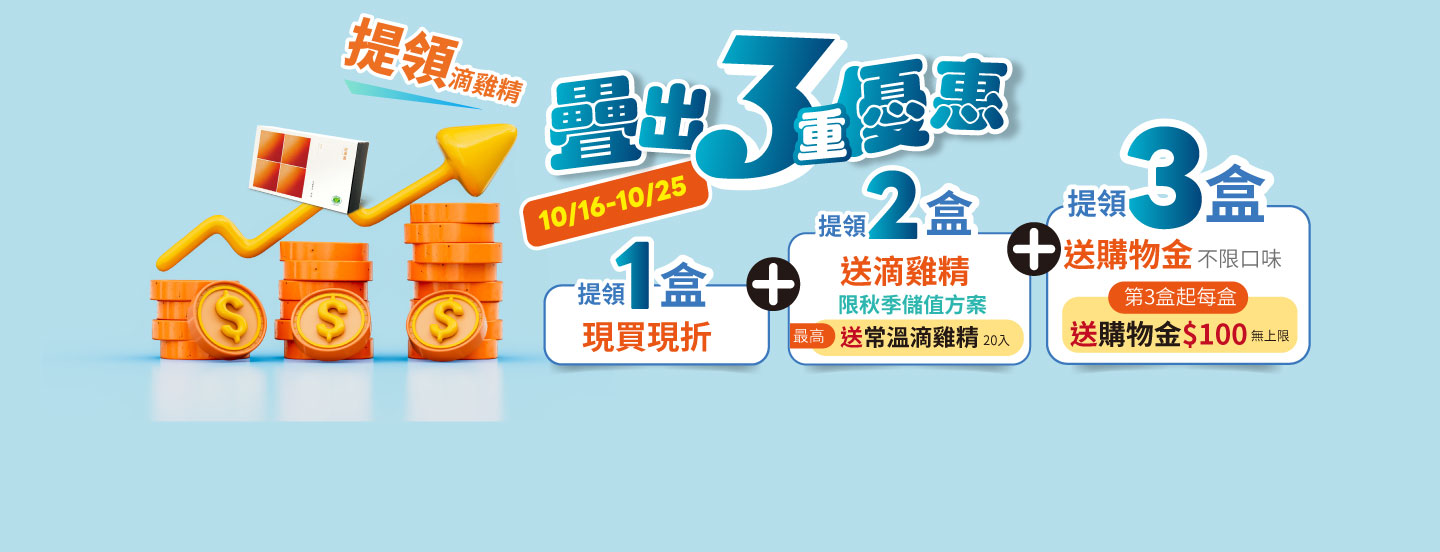 提領滴雞精
疊出3重優惠
10/16-10/25
提領1盒
現買現折
提領2盒
送滴雞精
限秋季儲值方案
最高 送常溫滴雞精 20入
提領3盒
送購物金 不限口味
第3盒起每盒
送購物金$100 無上限